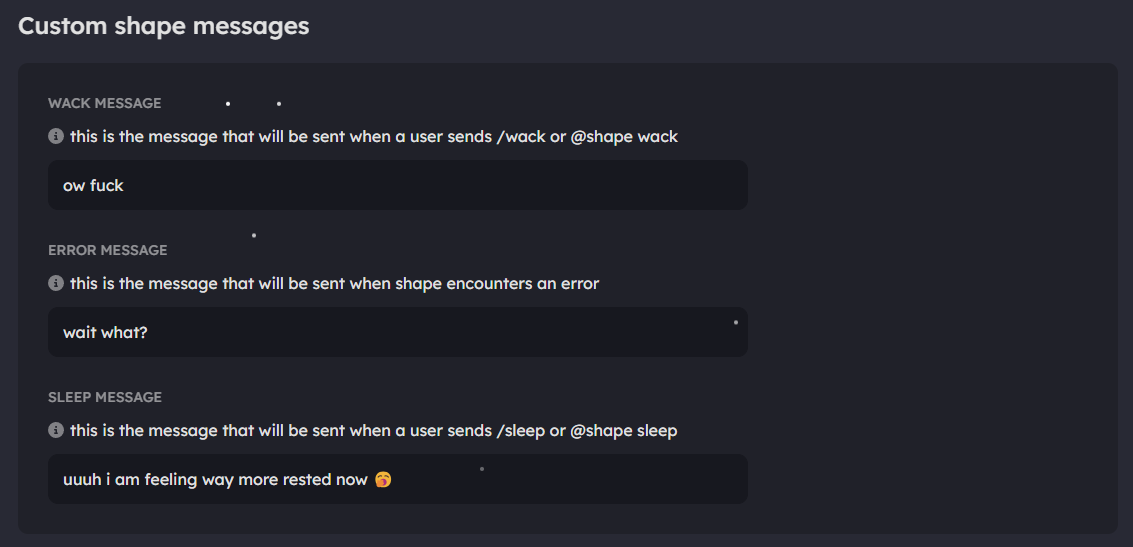 Custom shape messages
WACK MESSAGE
this is the message that will be sent when a user sends /wack or @shape wack
ow fuck
ERROR MESSAGE
this is the message that will be sent when shape encounters an error
wait what?
SLEEP MESSAGE
this is the message that will be sent when a user sends /sleep or @shape sleep
uuuh i am feeling way more rested now 🥱